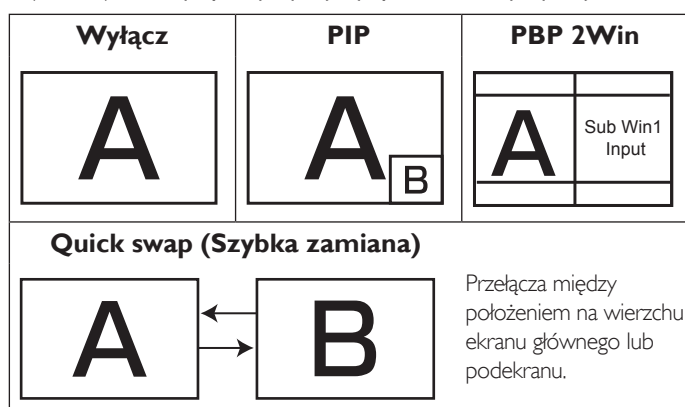 Wyłącz
PIP
PBP 2Win
A
A
B
A
Sub Win1
Input
Quick swap (Szybka zamiana)
A
B
Przełącza między
położeniem na wierzchu
ekranu głównego lub
podekranu.